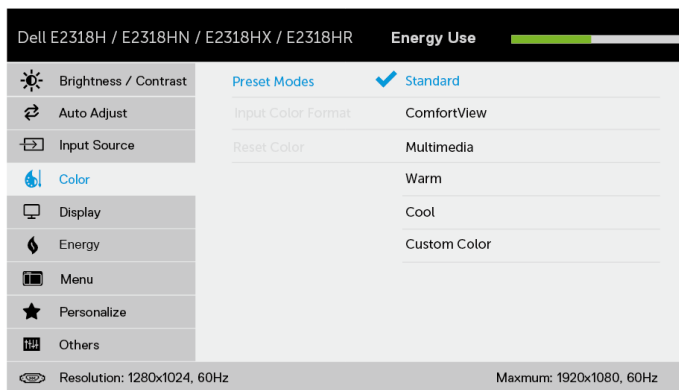 Dell E2318H / E2318HN / E2318HX / E2318HR Energy Use
Brightness / Contrast Preset Modes Standard
Auto Adjust Input Color Format ComfortView
Input Source Reset Color Multimedia
Color Warm
Display Cool
Energy Custom Color
Menu
Personalize
Others
Resolution: 1280x1024, 60Hz Maxmum: 1920x1080, 60Hz